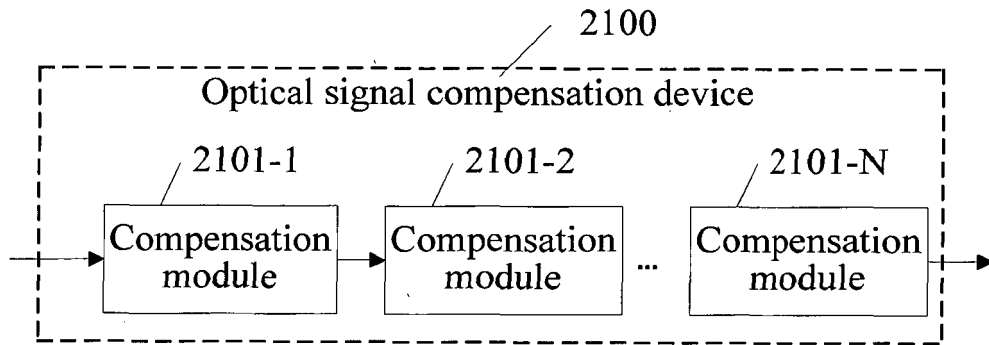 2100
Optical signal compensation device
2101-1
2101-2
2101-N
Compensation
module
Compensation
module
...
Compensation
module